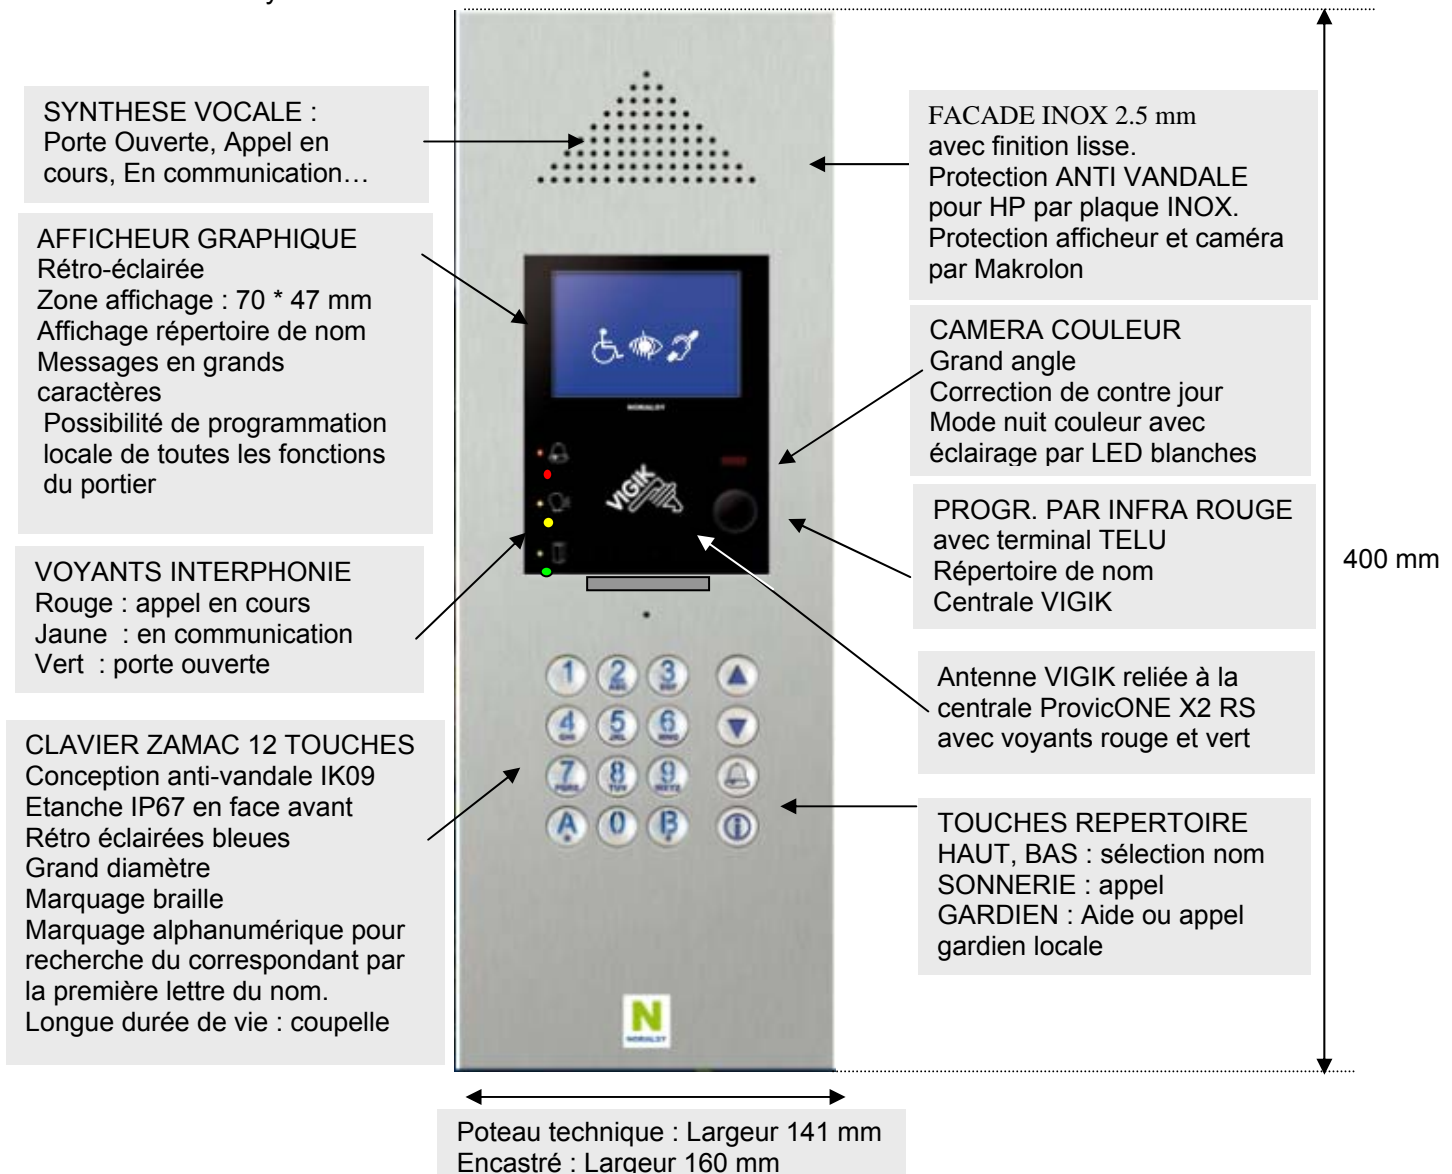 SYNTHESE VOCALE :
Porte Ouverte, Appel en
cours, En communication…
AFFICHEUR GRAPHIQUE
Rétro-éclairée
Zone affichage : 70 * 47 mm
Affichage répertoire de nom
Messages en grands
caractères
Possibilité de programmation
locale de toutes les fonctions
du portier
VOYANTS INTERPHONIE
Rouge : appel en cours
Jaune : en communication
Vert : porte ouverte
CLAVIER ZAMAC 12 TOUCHES
Conception anti-vandale IK09
Etanche IP67 en face avant
Rétro éclairées bleues
Grand diamètre
Marquage braille
Marquage alphanumérique pour
recherche du correspondant par
la première lettre du nom.
Longue durée de vie : coupelle
NORALSY
VIGIK
1 2 3
4 5 6
7 8 9
A 0 B
N
NORALSY
FACADE INOX 2.5 mm
avec finition lisse.
Protection ANTI VANDALE
pour HP par plaque INOX.
Protection afficheur et caméra
par Makrolon
CAMERA COULEUR
Grand angle
Correction de contre jour
Mode nuit couleur avec
éclairage par LED blanches
PROGR. PAR INFRA ROUGE
avec terminal TELU
Répertoire de nom
Centrale VIGIK
Antenne VIGIK reliée à la
centrale ProvicONE X2 RS
avec voyants rouge et vert
TOUCHES REPERTOIRE
HAUT, BAS : sélection nom
SONNERIE : appel
GARDIEN : Aide ou appel
gardien locale
400 mm
Poteau technique : Largeur 141 mm
Encastré : Largeur 160 mm